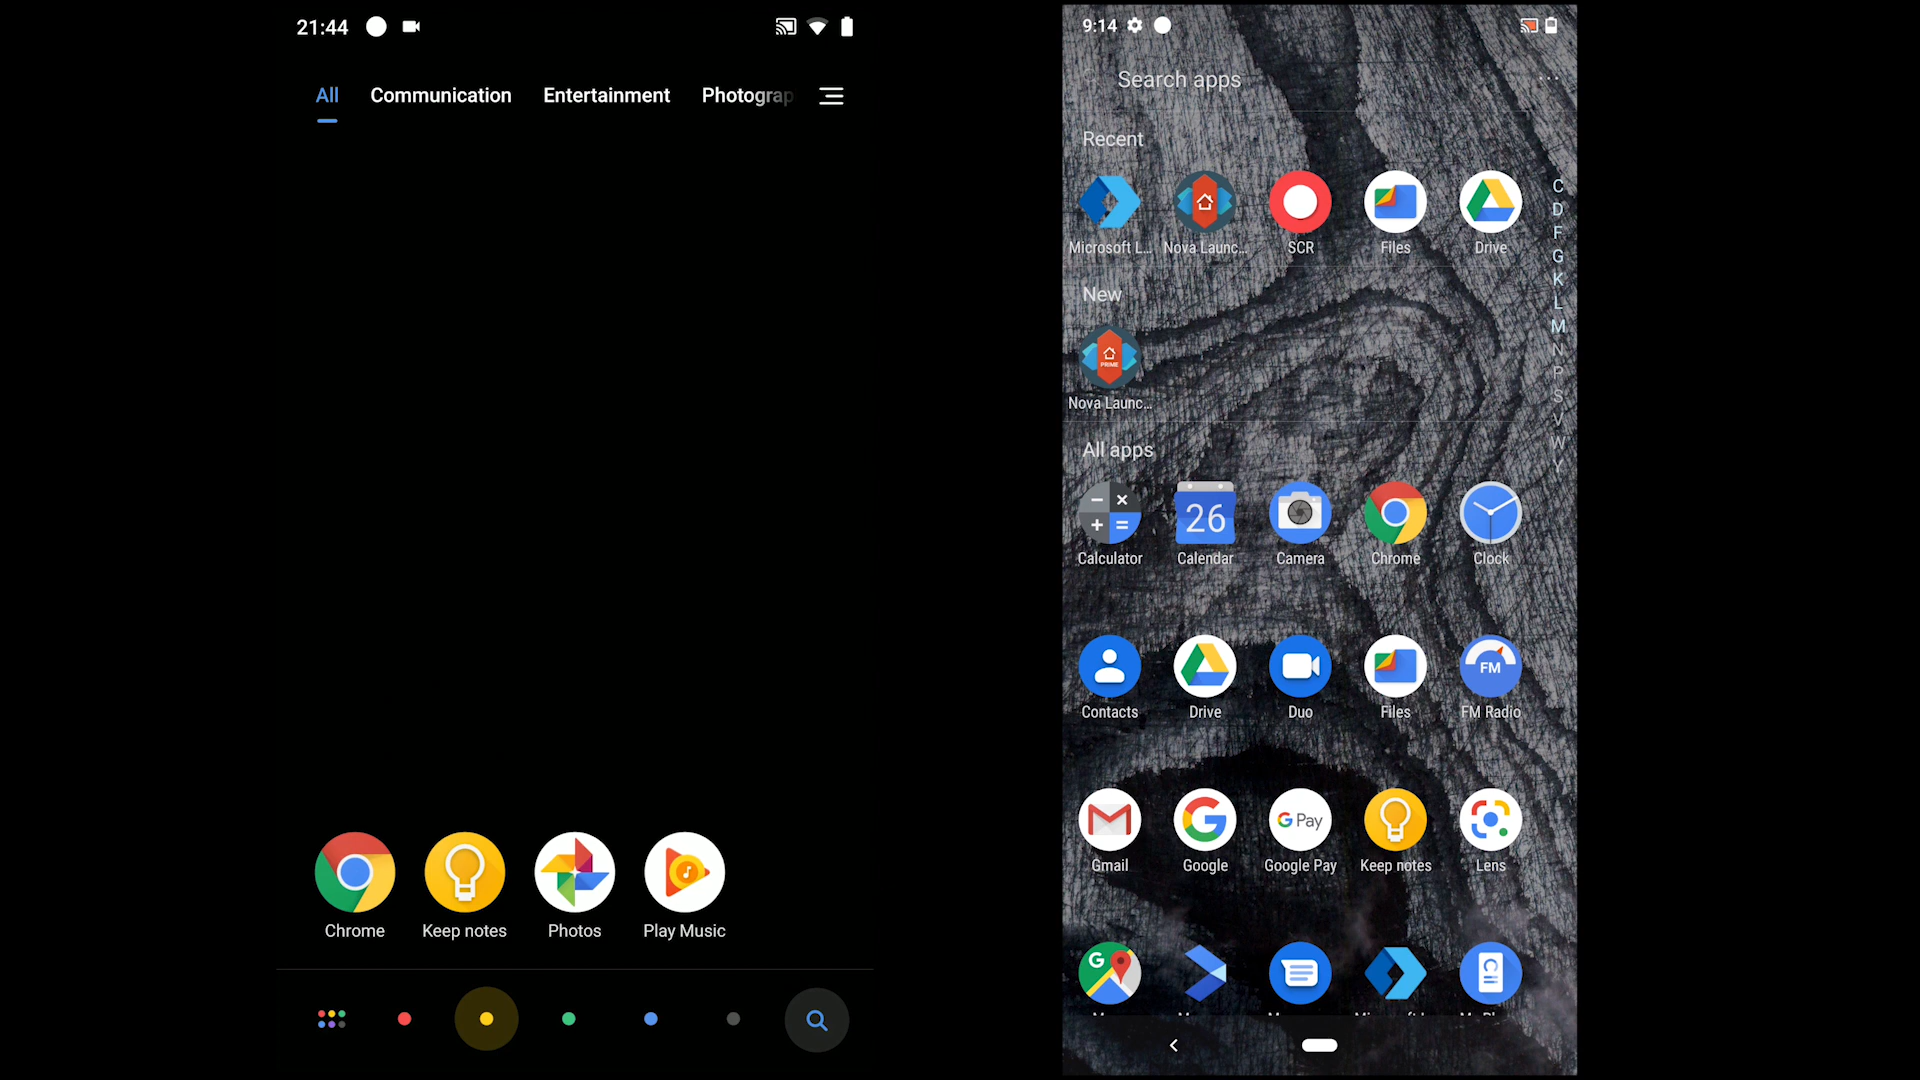 21:44
All Communication Entertainment Photograp
Chrome Keep notes Photos Play Music
9:14
Search apps
Recent
Microsoft L... Nova Launc... SCR Files Drive
New
PRIME
Nova Launc...
All apps
26
Calculator Calendar Camera Chrome Clock
FM
Contacts Drive Duo Files FM Radio
G Pay
Gmail Google Google Pay Keep notes Lens
G
C
D
F
G
K
L
M
N
P
S
V
W
Y